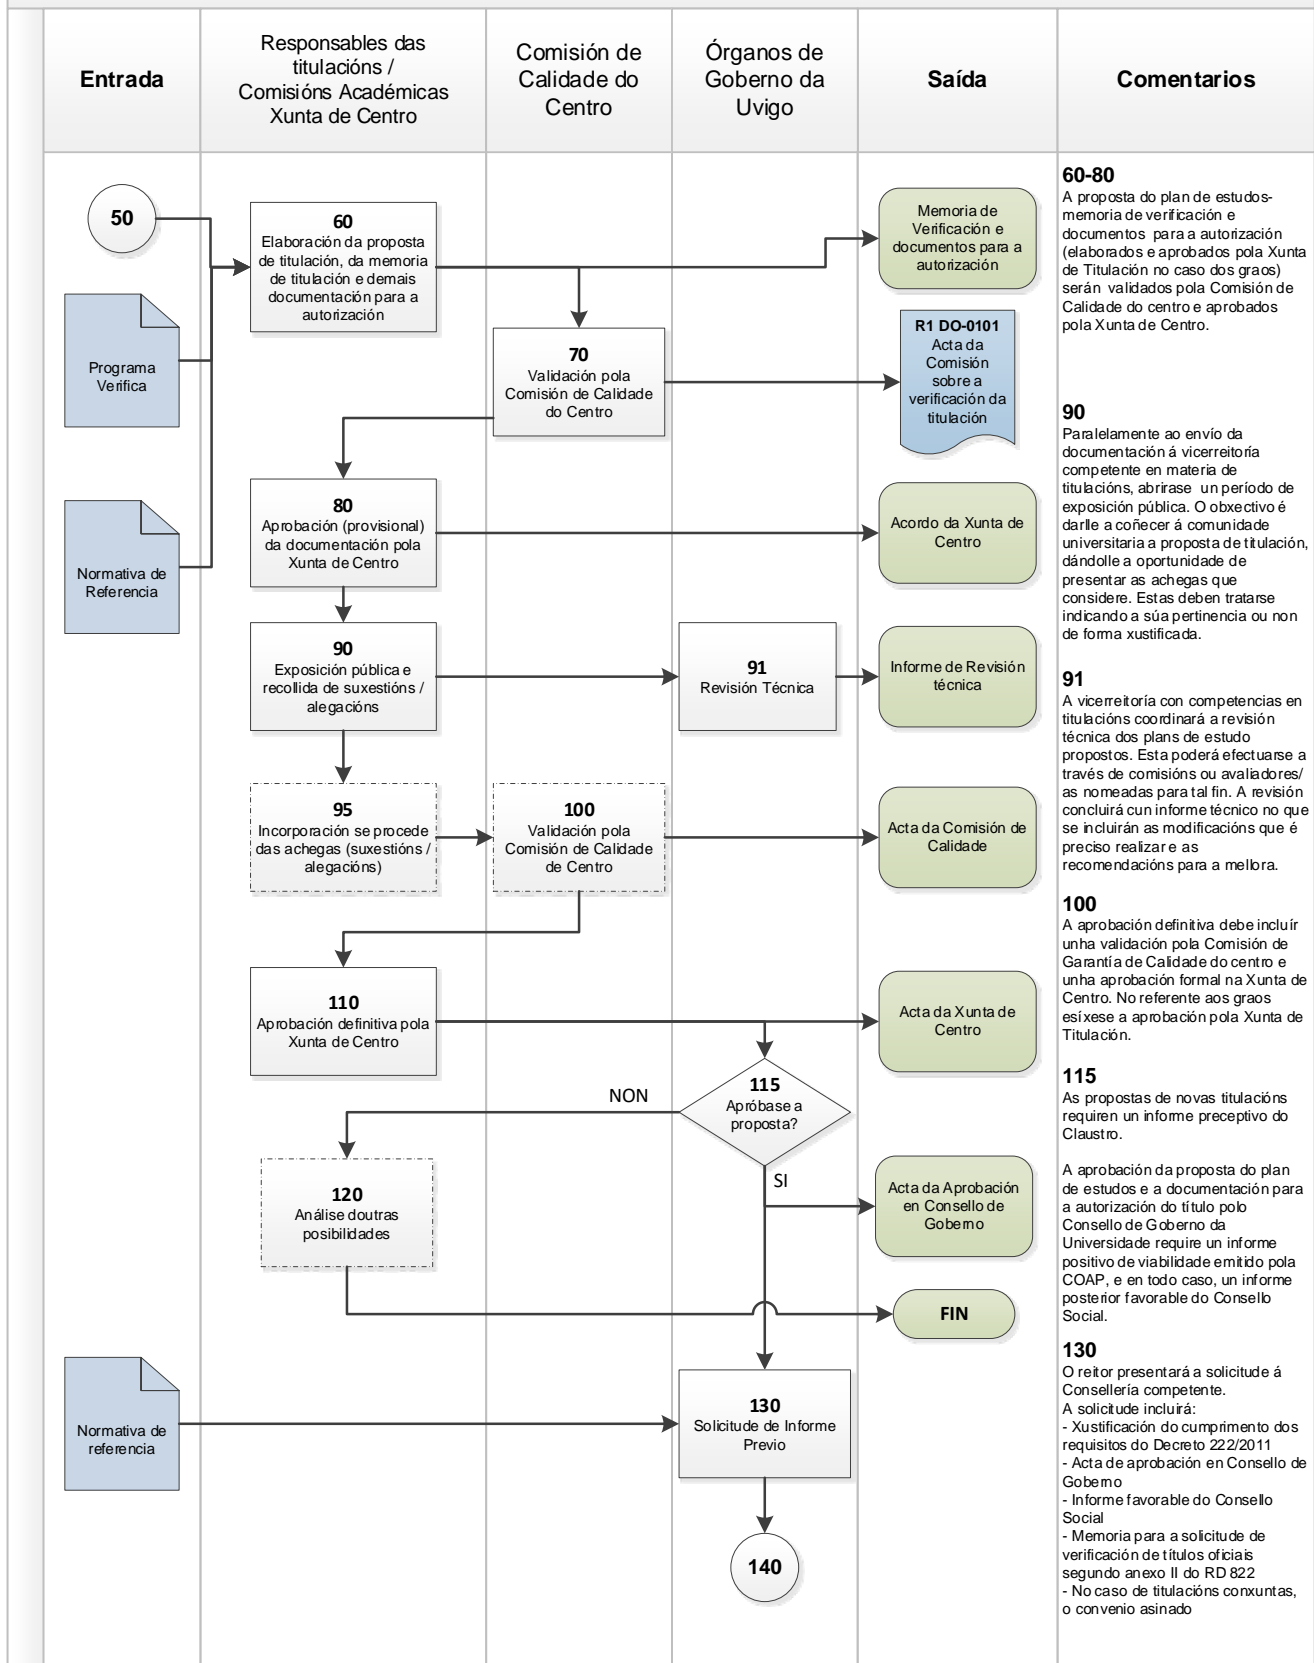 Entrada
Responsables das
titulacións /
Comisións Académicas
Xunta de Centro
Comisión de
Calidade do
Centro
Órganos de
Goberno da
Uvigo
Saída
Comentarios
50
Programa
Verifica
Normativa de
Referencia
60
Elaboración da proposta
de titulación, da memoria
de titulación e demais
documentación para a
autorización
Memoria de
Verificación e
documentos para a
autorización
70
Validación pola
Comisión de Calidade
do Centro
R1 DO-0101
Acta da
Comisión
sobre a
verificación da
titulación
80
Aprobación (provisional)
da documentación pola
Xunta de Centro
Acordo da Xunta de
Centro
90
Exposición pública e
recollida de suxestións /
alegacións
91
Revisión Técnica
Informe de Revisión
técnica
95
Incorporación se procede
das achegas (suxestións /
alegacións)
100
Validación pola
Comisión de Calidade
de Centro
Acta da Comisión de
Calidade
110
Aprobación definitiva pola
Xunta de Centro
Acta da Xunta de
Centro
115
Apróbase a
proposta?
NON
SI
120
Análise doutras
posibilidades
Acta da Aprobación
en Consello de
Goberno
FIN
Normativa de
referencia
130
Solicitude de Informe
Previo
140
60-80
A proposta do plan de estudos-
memoria de verificación e
documentos para a autorización
(elaborados e aprobados pola Xunta
de Titulación no caso dos graos)
serán validados pola Comisión de
Calidade do centro e aprobados
pola Xunta de Centro.
90
Paralelamente ao envío da
documentación á vicerreitoría
competente en materia de
titulacións, abrirase un período de
exposición pública. O obxectivo é
darlle a coñecer á comunidade
universitaria a proposta de titulación,
dándolle a oportunidade de
presentar as achegas que
considere. Estas deben tratarse
indicando a súa pertinencia ou non
de forma xustificada.
91
A vicerreitoría con competencias en
titulacións coordinará a revisión
técnica dos plans de estudo
propostos. Esta poderá efectuarse a
través de comisións ou avaliadores/
as nomeadas para tal fin. A revisión
concluirá cun informe técnico no que
se incluirán as modificacións que é
preciso realizar e as
recomendacións para a mellora.
100
A aprobación definitiva debe incluír
unha validación pola Comisión de
Garantía de Calidade do centro e
unha aprobación formal na Xunta de
Centro. No referente aos graos
esíxese a aprobación pola Xunta de
Titulación.
115
As propostas de novas titulacións
requiren un informe preceptivo do
Claustro.
A aprobación da proposta do plan
de estudos e a documentación para
a autorización do título polo
Consello de Goberno da
Universidade require un informe
positivo de viabilidade emitido pola
COAP, e en todo caso, un informe
posterior favorable do Consello
Social.
130
O reitor presentará a solicitude á
Consellería competente.
A solicitude incluirá:
- Xustificación do cumprimento dos
requisitos do Decreto 222/2011
- Acta de aprobación en Consello de
Goberno
- Informe favorable do Consello
Social
- Memoria para a solicitude de
verificación de títulos oficiais
segundo anexo II do RD 822
- No caso de titulacións conxuntas,
o convenio asinado